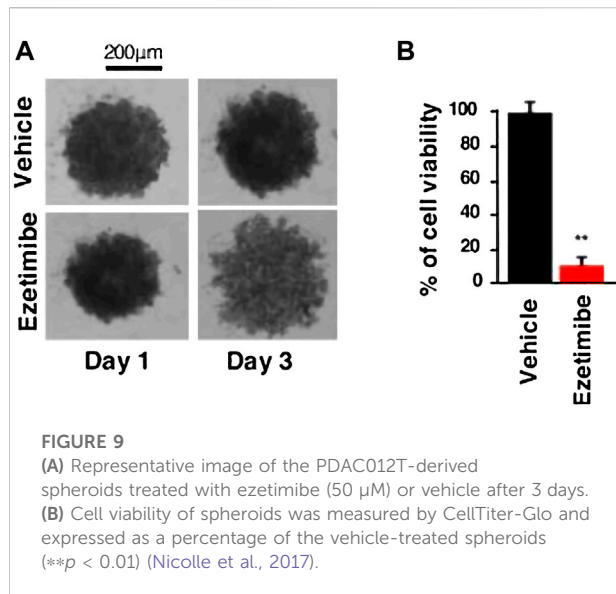 A
200μm
Vehicle
Ezetimibe
Day 1
Day 3
B
% of cell viability
100
80
60
40
20
0
**
Vehicle
Ezetimibe
FIGURE 9
(A) Representative image of the PDAC012T-derived
spheroids treated with ezetimibe (50 μM) or vehicle after 3 days.
(B) Cell viability of spheroids was measured by CellTiter-Glo and
expressed as a percentage of the vehicle-treated spheroids
(**p < 0.01) (Nicolle et al., 2017).